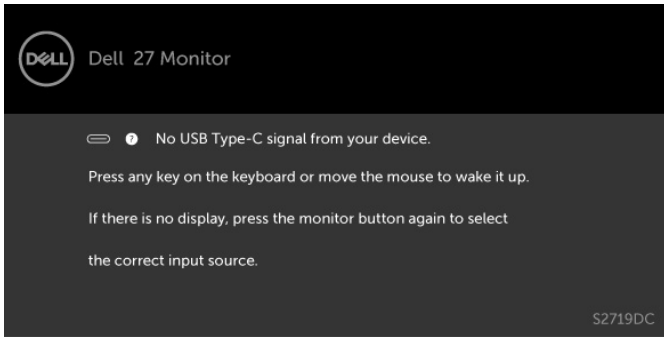 DELL
Dell 27 Monitor
? No USB Type-C signal from your device.
Press any key on the keyboard or move the mouse to wake it up.
If there is no display, press the monitor button again to select
the correct input source.
S2719DC